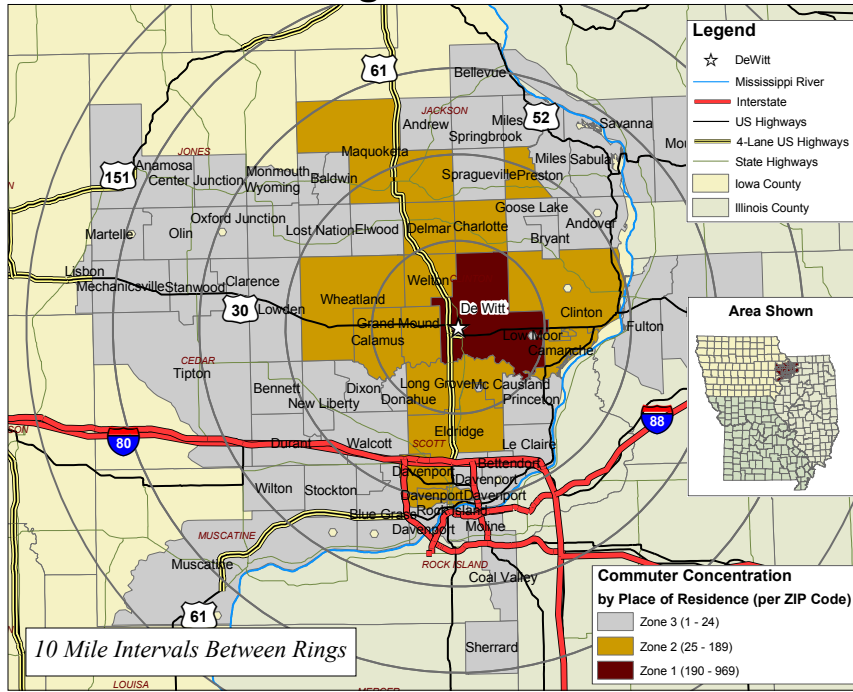 61
Bellevue
Legend
DeWitt
Mississippi River
Interstate
US Highways
4-Lane US Highways
State Highways
Iowa County
Illinois County
JACKSON
Andrew
Miles
Springbrook
52
Savanna
Maquoketa
JONES
Anamosa
Center Junction
Monmouth
Wyoming
Baldwin
Miles
Sabula
151
Spragueville
Preston
Goose Lake
Oxford Junction
Andover
Martelle
Olin
Lost Nation
Elwood
Delmar
Charlotte
Bryant
Lisbon
Mechanicsville
Stanwood
Clarence
Welton
30
Lowden
Wheatland
De Witt
Clinton
Grand Mound
Calamus
Low Moor
Camanche
Fulton
Area Shown
CEDAR
Tipton
Bennett
New Liberty
Dixon
Donahue
Long Grove
Mc Causland
Princeton
80
88
Eldridge
SCOTT
Durant
Walcott
Le Claire
Davenport
Bettendorf
Davenport
Wilton
Stockton
Davenport
Davenport
Blue Grass
Rock Island
Davenport
Moline
MUSCATINE
Muscatine
ROCK ISLAND
Coal Valley
61
Sherrard
10 Mile Intervals Between Rings
LOUISA
MERCER
Commuter Concentration
by Place of Residence (per ZIP Code)
Zone 3 (1 - 24)
Zone 2 (25 - 189)
Zone 1 (190 - 969)